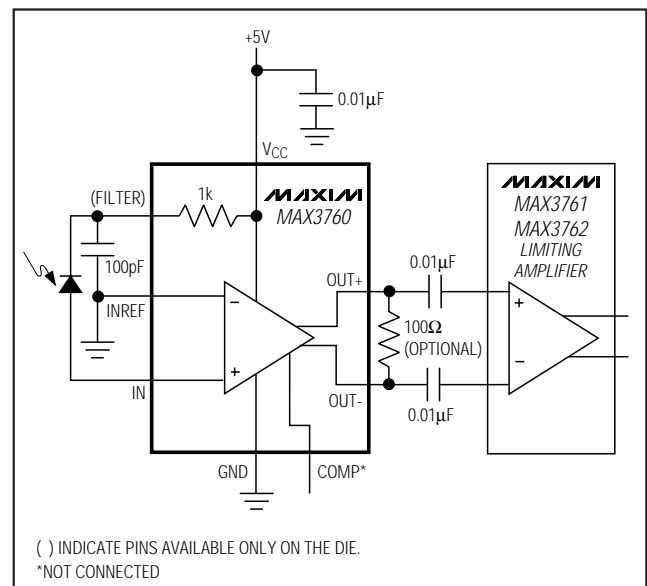 +5V
0.01μF
VCC
(FILTER)
1k
MAXIM
MAX3760
MAXIM
MAX3761
MAX3762
LIMITING
AMPLIFIER
100pF
INREF
OUT+
0.01μF
100Ω
(OPTIONAL)
−
+
+
−
IN
OUT-
0.01μF
GND
COMP*
( ) INDICATE PINS AVAILABLE ONLY ON THE DIE.
*NOT CONNECTED